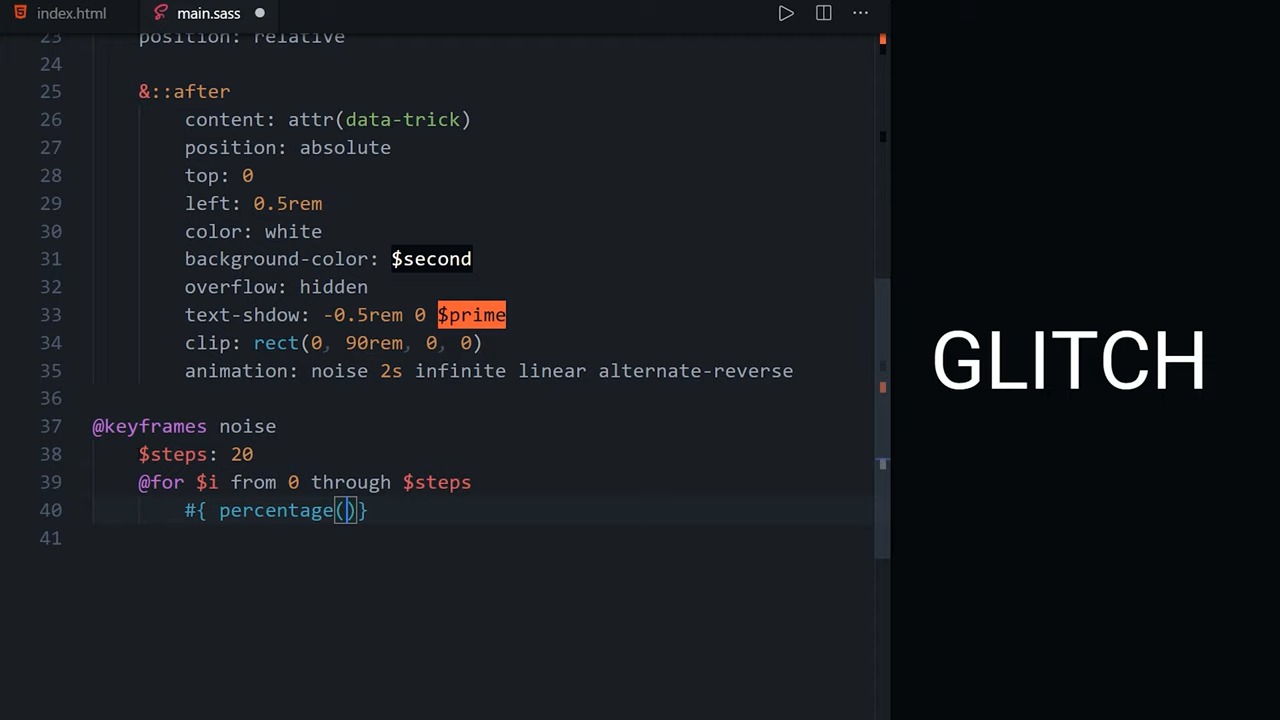 index.html
main.sass
23 position: relative
24
25 &::after
26 content: attr(data-trick)
27 position: absolute
28 top: 0
29 left: 0.5rem
30 color: white
31 background-color: $second
32 overflow: hidden
33 text-shdow: -0.5rem 0 $prime
34 clip: rect(0, 90rem, 0, 0)
35 animation: noise 2s infinite linear alternate-reverse
36
37 @keyframes noise
38 $steps: 20
39 @for $i from 0 through $steps
40 #{ percentage()}
41
GLITCH